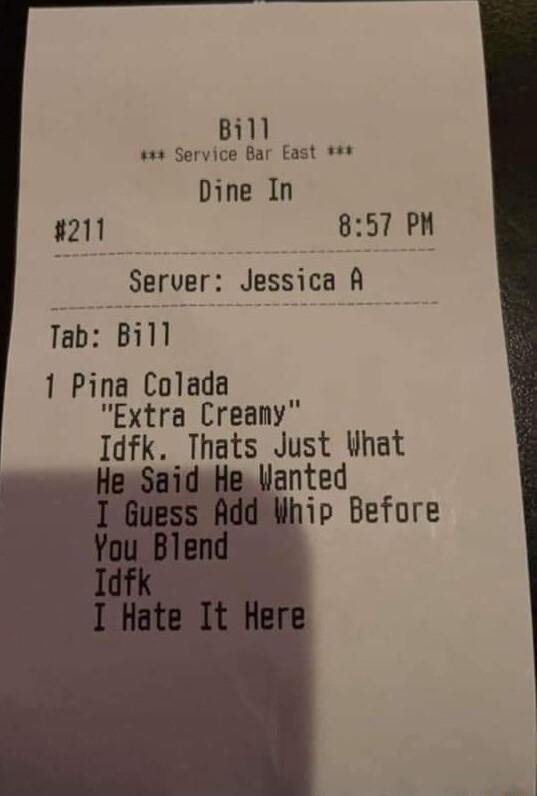 Bill
*** Service Bar East ***
Dine In
#211 8:57 PM
Server: Jessica A
Tab: Bill
1 Pina Colada
"Extra Creamy"
Idfk. Thats Just What
He Said He Wanted
I Guess Add Whip Before
You Blend
Idfk
I Hate It Here